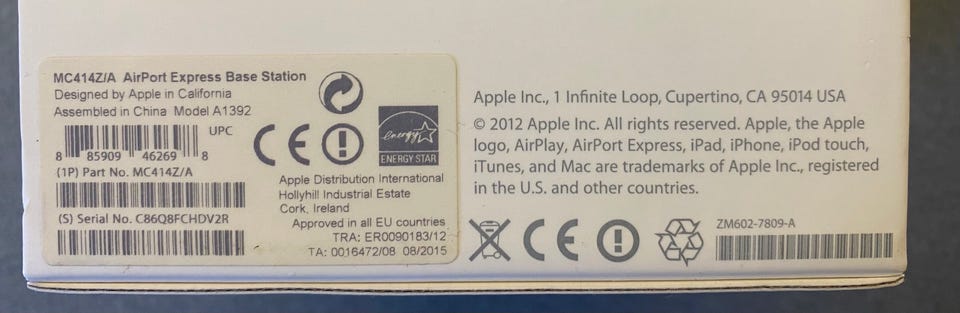 MC414Z/A AirPort Express Base Station
Designed by Apple in California
Assembled in China Model A1392
UPC
8 85909 46269 8
(1P) Part No. MC414Z/A
(S) Serial No. C86Q8FCHDV2R
CE
energy
ENERGY STAR
Apple Distribution International
Hollyhill Industrial Estate
Cork, Ireland
Approved in all EU countries
TRA: ER0090183/12
TA: 0016472/08 08/2015
Apple Inc., 1 Infinite Loop, Cupertino, CA 95014 USA
© 2012 Apple Inc. All rights reserved. Apple, the Apple
logo, AirPlay, AirPort Express, iPad, iPhone, iPod touch,
iTunes, and Mac are trademarks of Apple Inc., registered
in the U.S. and other countries.
CE
ZM602-7809-A